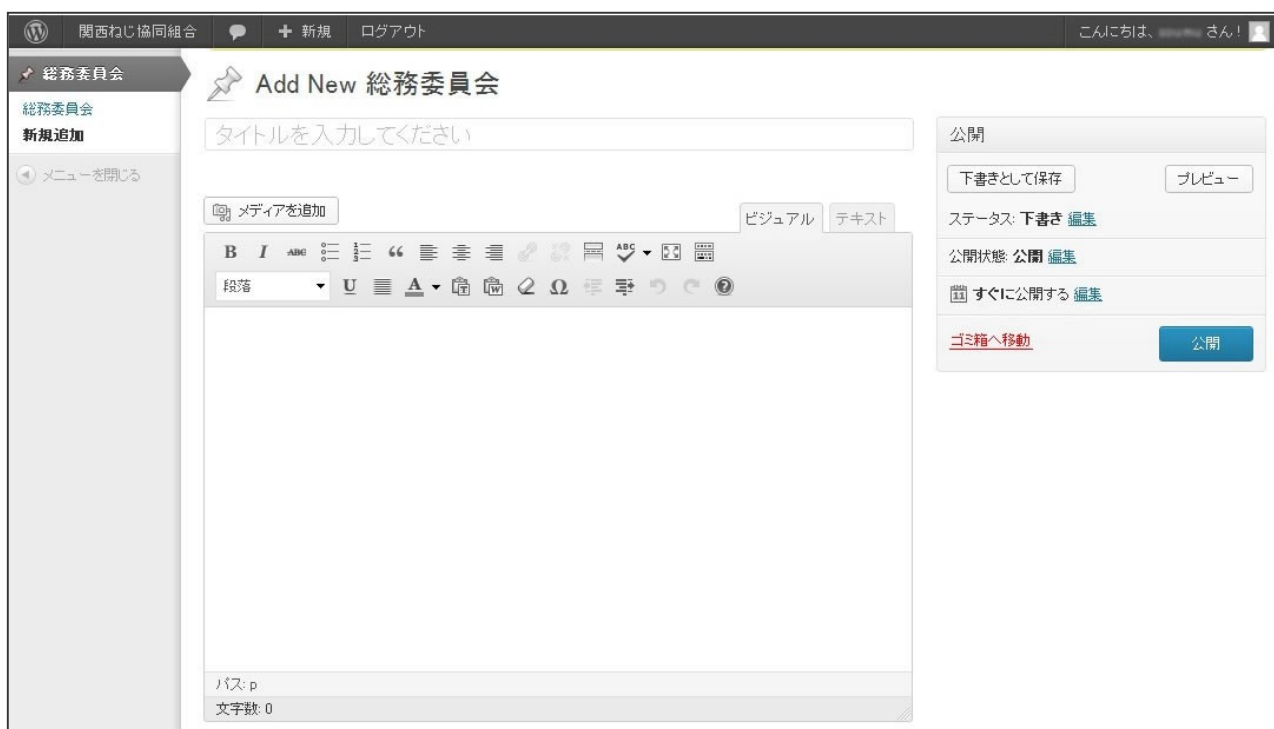 関西ねじ協同組合
新規
ログアウト
こんにちは、 さん!
総務委員会
総務委員会
新規追加
メニューを閉じる
Add New 総務委員会
タイトルを入力してください
メディアを追加
ビジュアル
テキスト
B I ABC ABC
段落 U A T W Ω
パス: p
文字数: 0
公開
下書きとして保存
プレビュー
ステータス: 下書き 編集
公開状態: 公開 編集
11 すぐに公開する 編集
ゴミ箱へ移動
公開